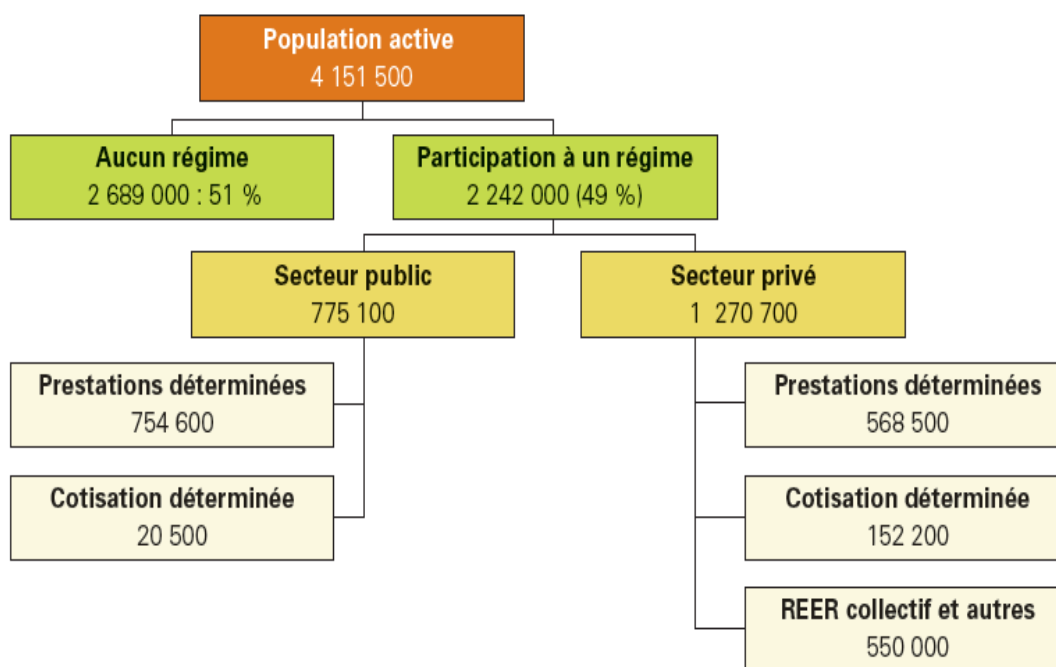 Population active
4 151 500
Aucun régime
2 689 000 : 51 %
Participation à un régime
2 242 000 (49 %)
Secteur public
775 100
Secteur privé
1 270 700
Prestations déterminées
754 600
Cotisation déterminée
20 500
Prestations déterminées
568 500
Cotisation déterminée
152 200
REER collectif et autres
550 000